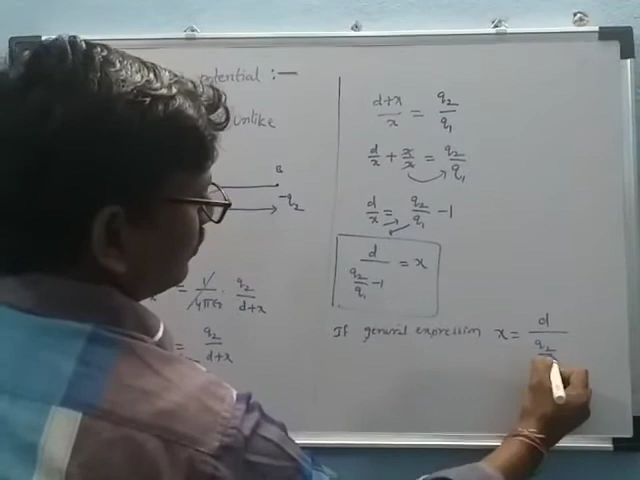 potential :—
unlike
B
-q2
= 1/4πε0 · q2/d+x
= q2/d+x
d+x/x = q2/q1
d/x + x/x = q2/q1
d/x = q2/q1 - 1
d/(q2/q1 - 1) = x
If general expression x = d/q2